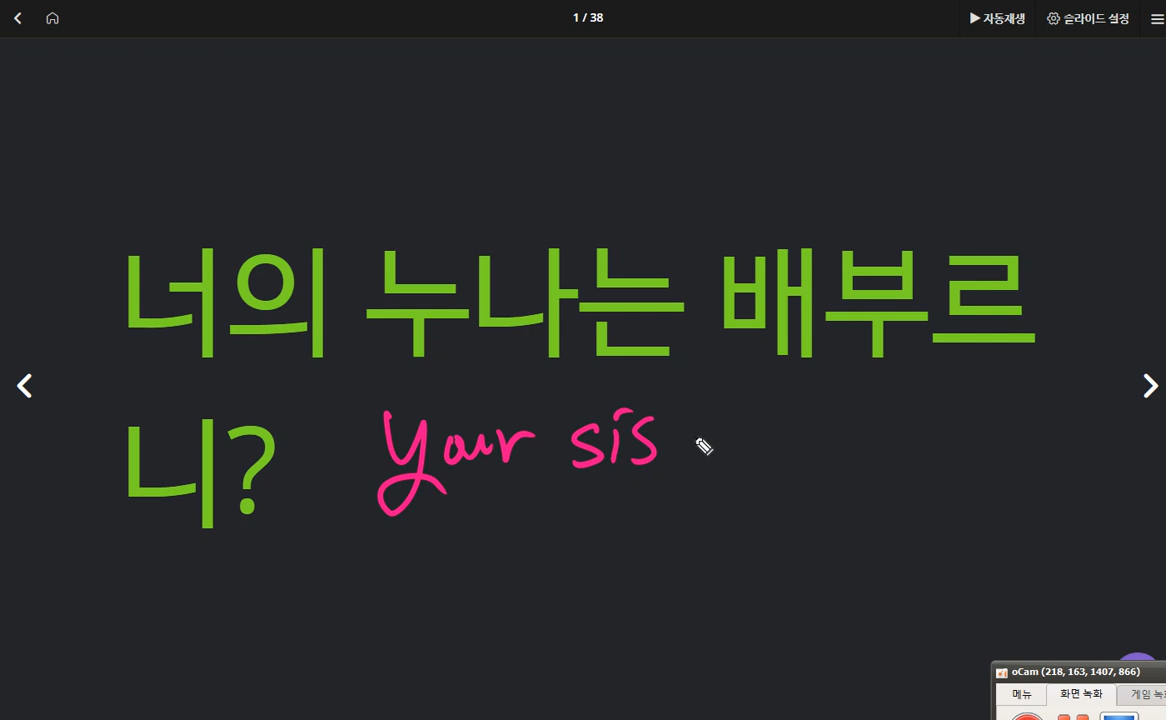 1 / 38
▶ 자동재생
슬라이드 설정
너의 누나는 배부르
니?
your sis
oCam (218, 163, 1407, 866)
메뉴
화면 녹화
게임 녹